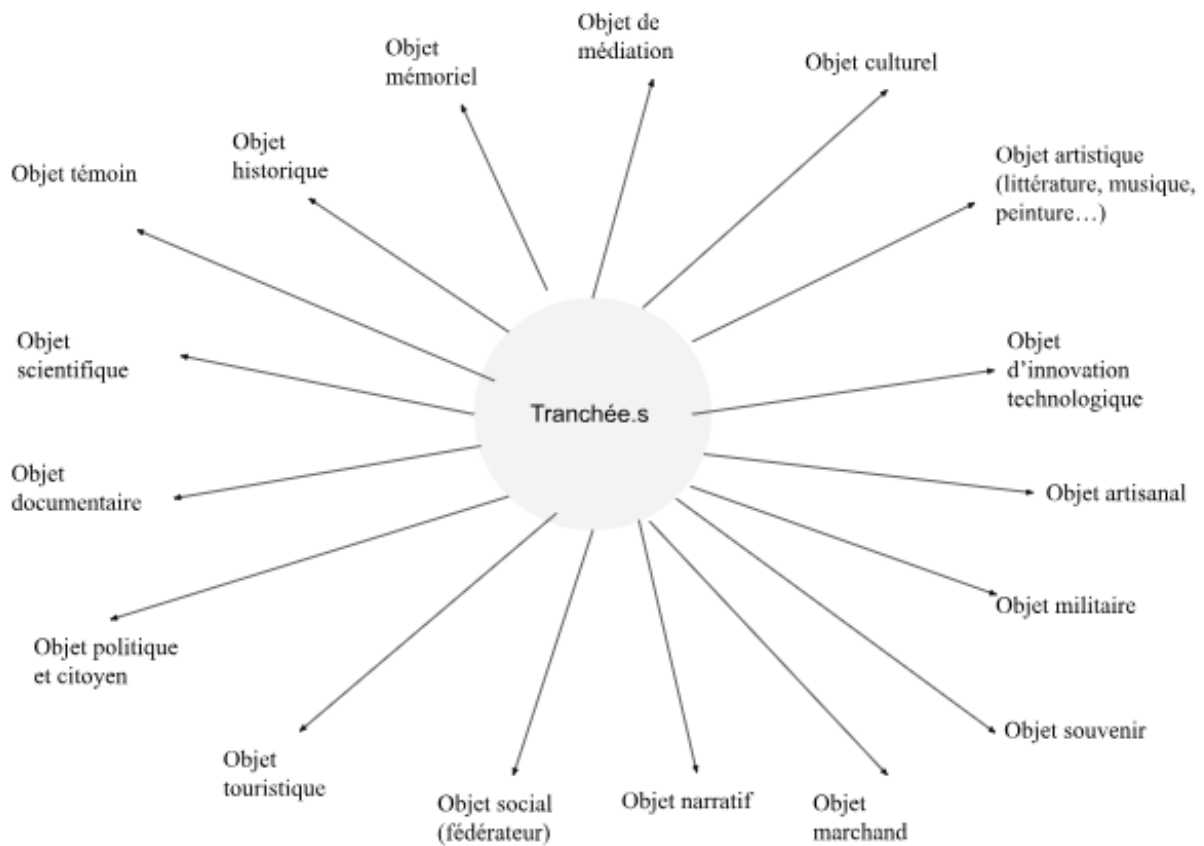 Objet de
médiation
Objet
mémoriel
Objet culturel
Objet
historique
Objet témoin
Objet artistique
(littérature, musique,
peinture…)
Objet
scientifique
Objet
d’innovation
technologique
Tranchée.s
Objet
documentaire
Objet artisanal
Objet militaire
Objet politique
et citoyen
Objet souvenir
Objet
touristique
Objet social
(fédérateur)
Objet narratif
Objet
marchand